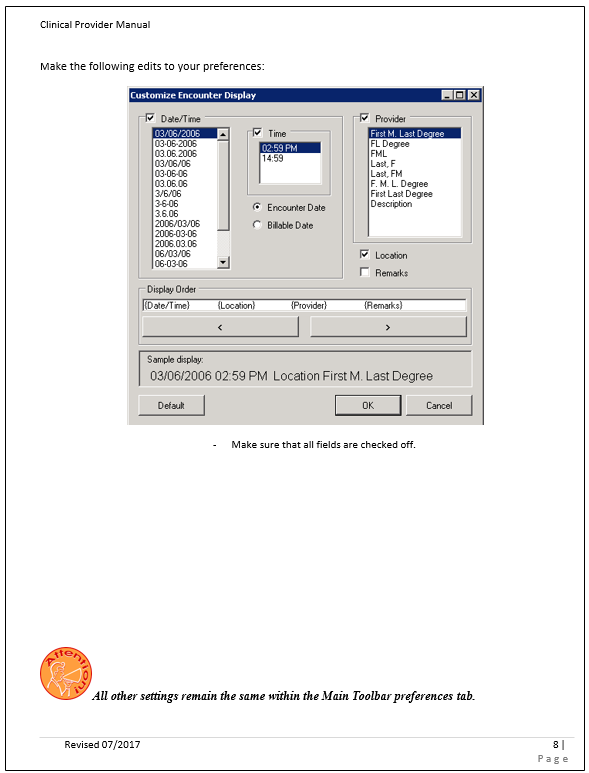 Clinical Provider Manual
Make the following edits to your preferences:
Customize Encounter Display
Date/Time
03/06/2006
03-06-2006
03.06.2006
03/06/06
03-06-06
03.06.06
3/6/06
3-6-06
3.6.06
2006/03/06
2006-03-06
2006.03.06
06/03/06
06-03-06
Time
02:59 PM
14:59
Encounter Date
Billable Date
Provider
First M. Last Degree
FL Degree
FML
Last, F
Last, FM
F. M. L. Degree
First Last Degree
Description
Location
Remarks
Display Order
{Date/Time} {Location} {Provider} {Remarks}
< >
Sample display:
03/06/2006 02:59 PM Location First M. Last Degree
Default OK Cancel
- Make sure that all fields are checked off.
Attention!
All other settings remain the same within the Main Toolbar preferences tab.
Revised 07/2017 8 |
Page